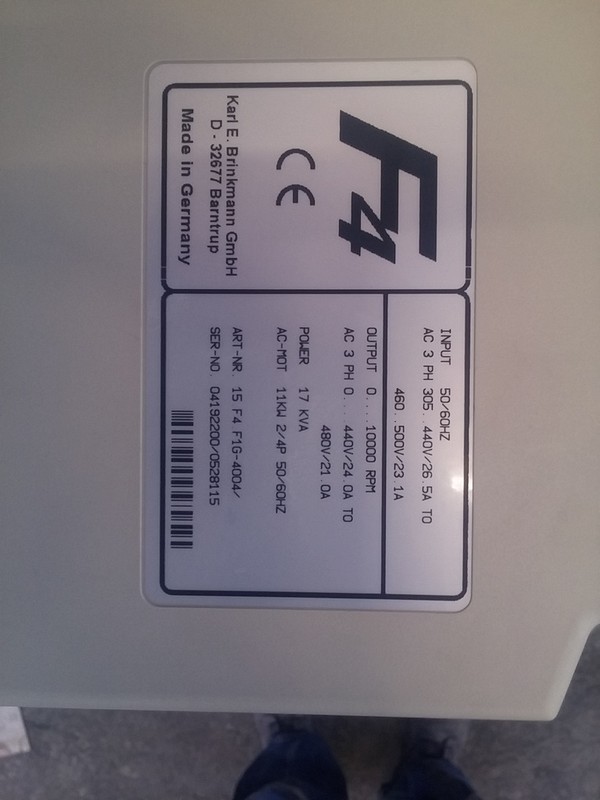 F4
CE
Karl E. Brinkmann GmbH
D - 32677 Barntrup
Made in Germany
INPUT 50/60HZ
AC 3 PH 305..440V/26.5A TO
460..500V/23.1A
OUTPUT 0....10000 RPM
AC 3 PH 0... 440V/24.0A TO
480V/21.0A
POWER 17 KVA
AC-MOT 11KW 2/4P 50/60HZ
ART-NR. 15 F4 F1G-4004/
SER-NO. 04192200/0528115